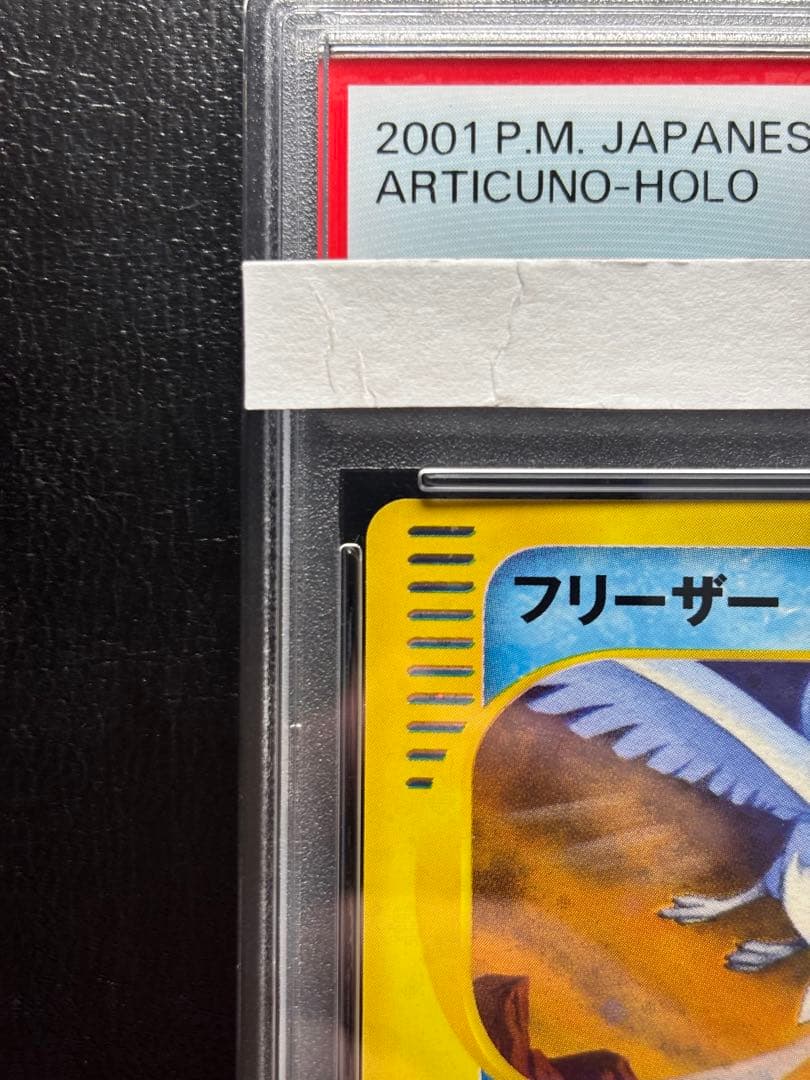 2001 P.M. JAPANES
ARTICUNO-HOLO
フリーザー